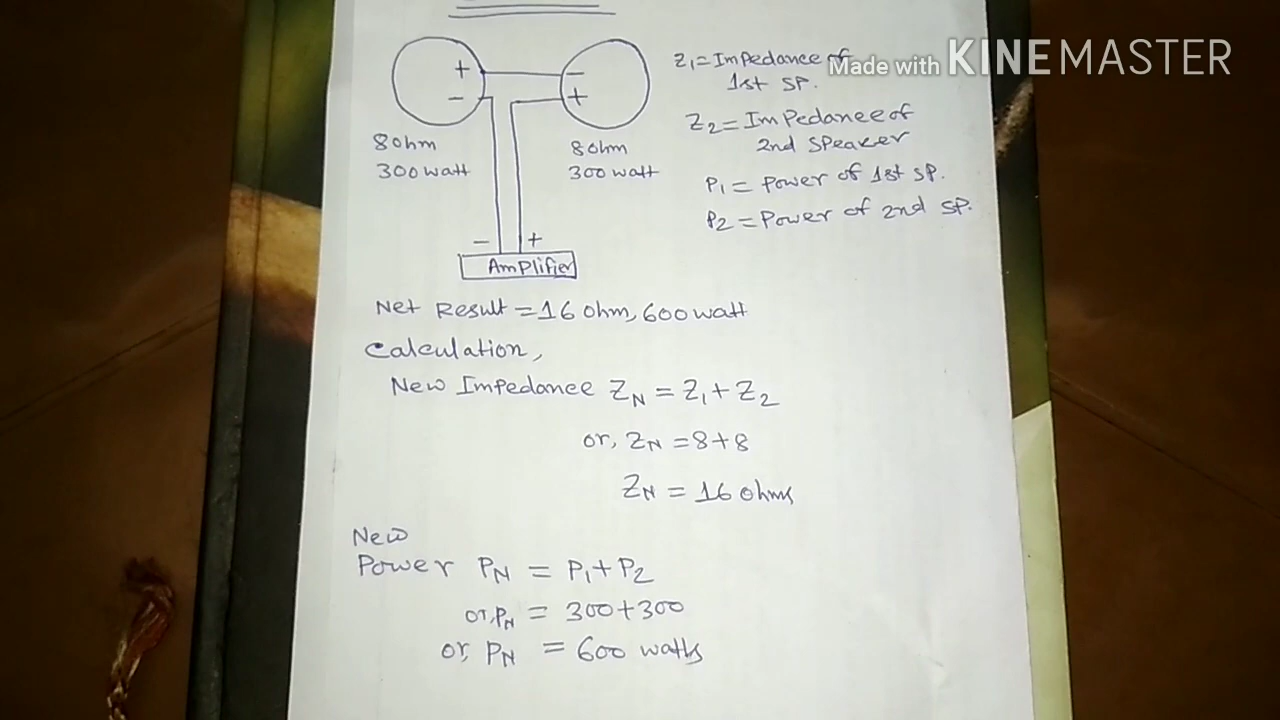 Made with KINEMASTER
+ −
− +
8 ohm
300 watt
8 ohm
300 watt
− +
Amplifier
Z1 = Impedance of
1st SP.
Z2 = Impedance of
2nd Speaker
P1 = Power of 1st SP.
P2 = Power of 2nd SP.
Net Result = 16 ohm, 600 watt
Calculation,
New Impedance ZN = Z1 + Z2
or, ZN = 8+8
ZN = 16 ohms
New
Power PN = P1 + P2
or, PN = 300+300
or, PN = 600 watts